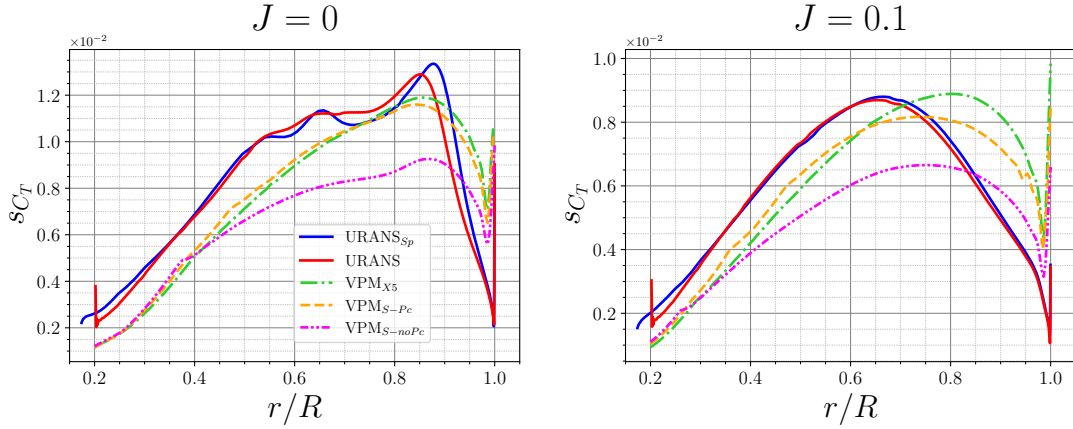 J = 0
×10⁻²
1.2
1.0
0.8
0.6
0.4
0.2
s_{C_T}
URANS_{Sp}
URANS
VPM_{X5}
VPM_{S−Pc}
VPM_{S−noPc}
0.2 0.4 0.6 0.8 1.0
r/R
J = 0.1
×10⁻²
1.0
0.8
0.6
0.4
0.2
s_{C_T}
0.2 0.4 0.6 0.8 1.0
r/R